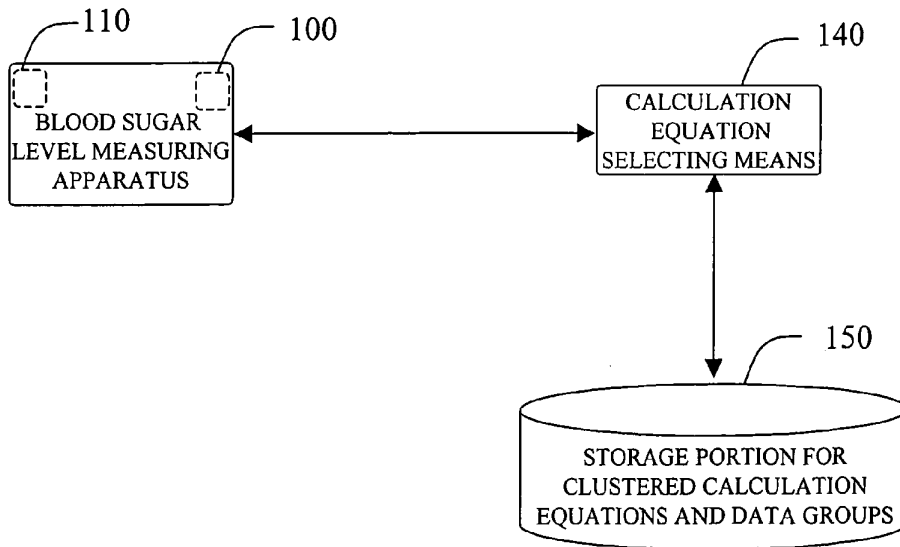 110
100
140
BLOOD SUGAR
LEVEL MEASURING
APPARATUS
CALCULATION
EQUATION
SELECTING MEANS
150
STORAGE PORTION FOR
CLUSTERED CALCULATION
EQUATIONS AND DATA GROUPS